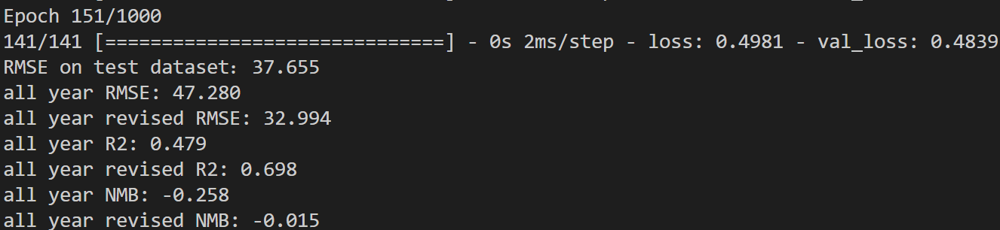 Epoch 151/1000
141/141 [==============================] - 0s 2ms/step - loss: 0.4981 - val_loss: 0.4839
RMSE on test dataset: 37.655
all year RMSE: 47.280
all year revised RMSE: 32.994
all year R2: 0.479
all year revised R2: 0.698
all year NMB: -0.258
all year revised NMB: -0.015